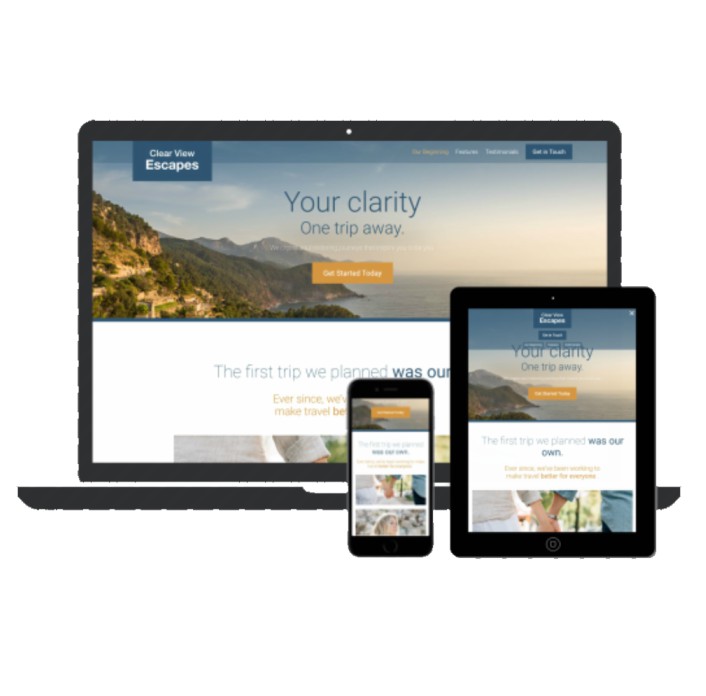 Clear View
Escapes
Our Beginning Features Testimonials Get in Touch
Your clarity
One trip away.
Get Started Today
The first trip we planned was our
Ever since, we'v
make travel bet
Clear View
Escapes
Get in Touch
Your clarity
One trip away.
Get Started Today
The first trip we planned was our
own.
Ever since, we've been working to
make travel better for everyone.
Get Started Today
The first trip we planned
was our own.